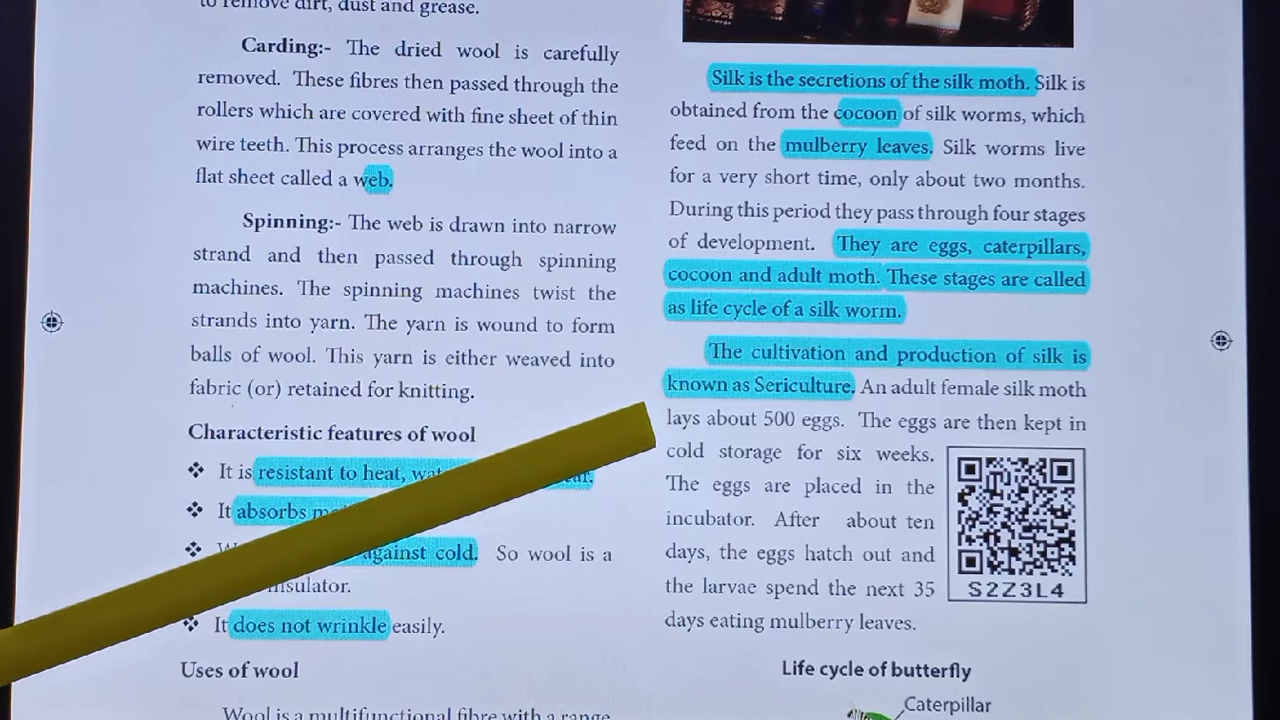 to remove dirt, dust and grease.
Carding:- The dried wool is carefully
removed. These fibres then passed through the
rollers which are covered with fine sheet of thin
wire teeth. This process arranges the wool into a
flat sheet called a web.
Spinning:- The web is drawn into narrow
strand and then passed through spinning
machines. The spinning machines twist the
strands into yarn. The yarn is wound to form
balls of wool. This yarn is either weaved into
fabric (or) retained for knitting.
Characteristic features of wool
❖ It is resistant to heat,
❖ It absorbs
❖ against cold. So wool is a
insulator.
❖ It does not wrinkle easily.
Uses of wool
Wool is a multifunctional fibre with a range
Silk is the secretions of the silk moth. Silk is
obtained from the cocoon of silk worms, which
feed on the mulberry leaves. Silk worms live
for a very short time, only about two months.
During this period they pass through four stages
of development. They are eggs, caterpillars,
cocoon and adult moth. These stages are called
as life cycle of a silk worm.
The cultivation and production of silk is
known as Sericulture. An adult female silk moth
lays about 500 eggs. The eggs are then kept in
cold storage for six weeks.
The eggs are placed in the
incubator. After about ten
days, the eggs hatch out and
the larvae spend the next 35
days eating mulberry leaves.
S2Z3L4
Life cycle of butterfly
Caterpillar